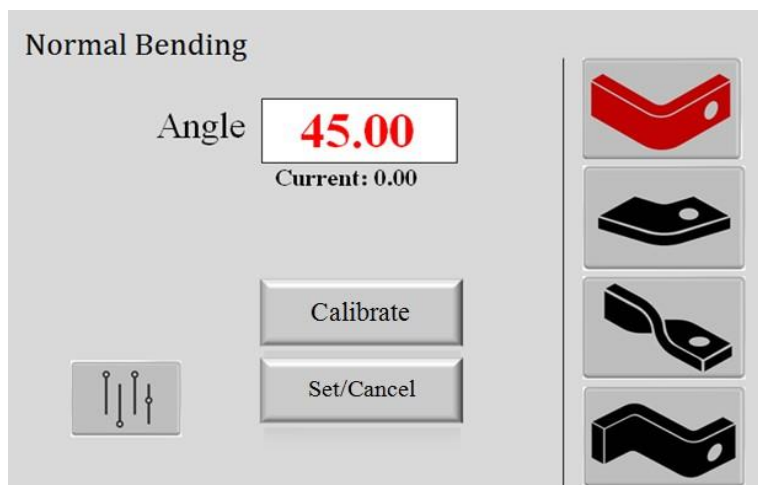 Normal Bending
Angle 45.00
Current: 0.00
Calibrate
Set/Cancel